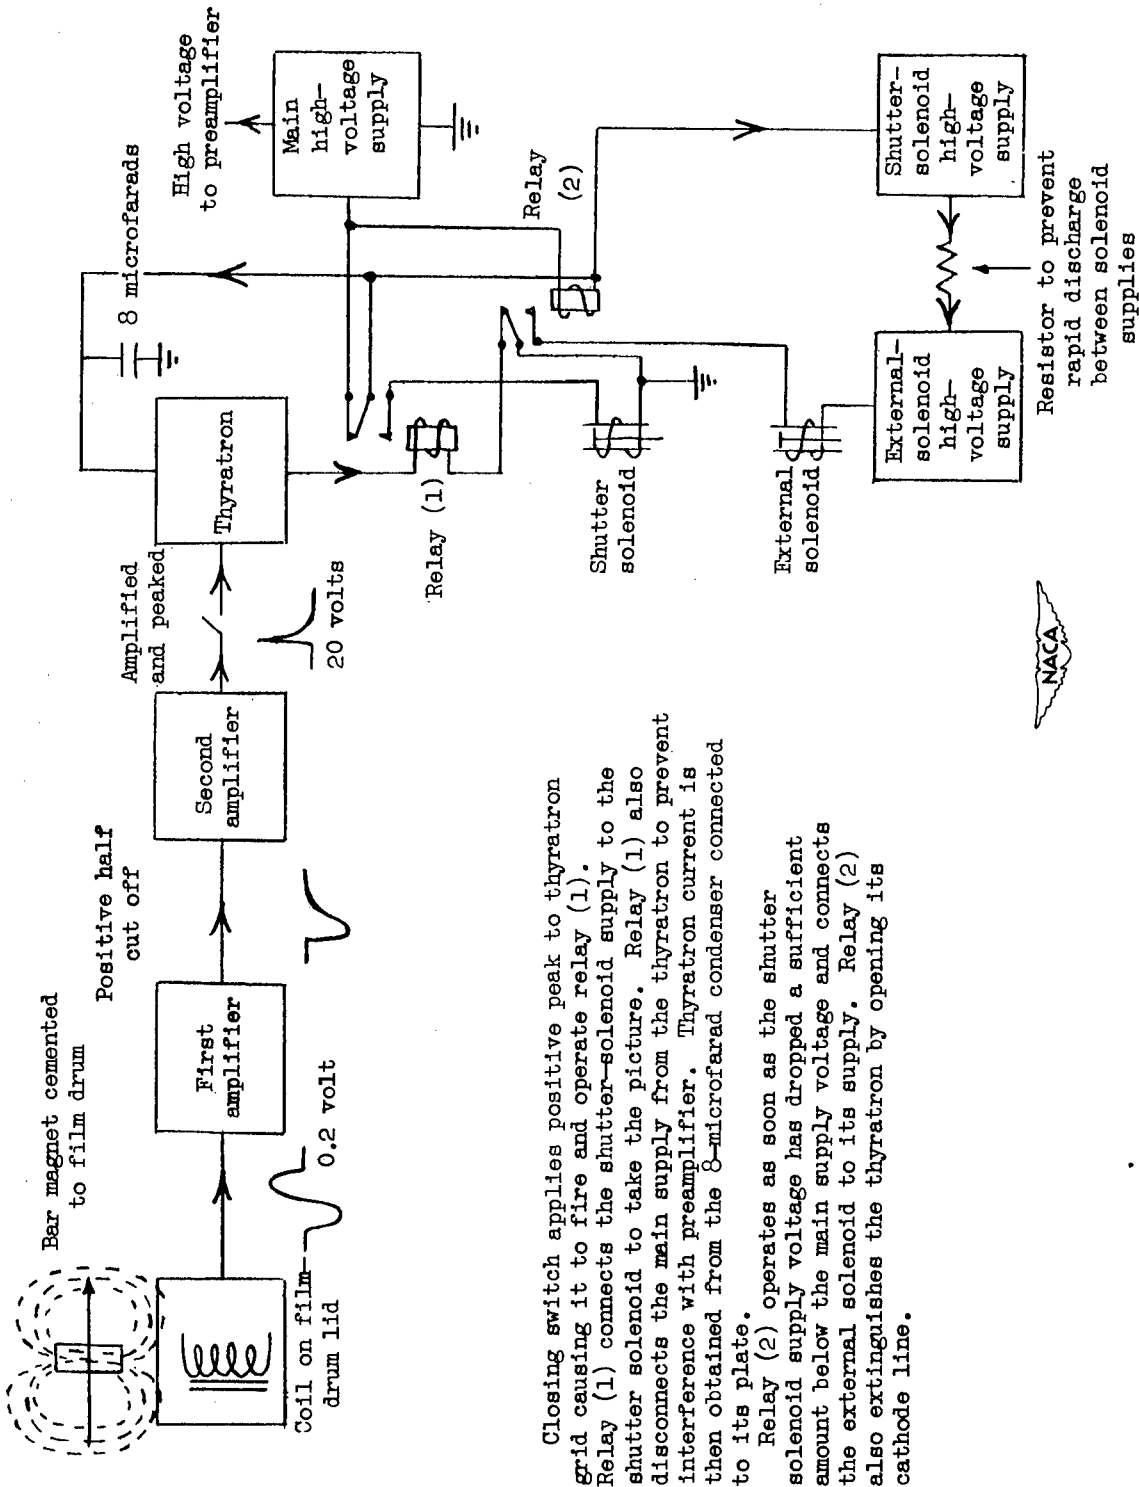 Bar magnet cemented
to film drum
Coil on film—
drum lid
0.2 volt
First
amplifier
Positive half
cut off
Second
amplifier
Amplified
and peaked
20 volts
Thyratron
8 microfarads
High voltage
to preamplifier
Main
high—
voltage
supply
Relay (1)
Relay
(2)
Shutter
solenoid
External
solenoid
External—
solenoid
high—
voltage
supply
Shutter—
solenoid
high—
voltage
supply
Resistor to prevent
rapid discharge
between solenoid
supplies
Closing switch applies positive peak to thyratron
grid causing it to fire and operate relay (1).
Relay (1) connects the shutter—solenoid supply to the
shutter solenoid to take the picture. Relay (1) also
disconnects the main supply from the thyratron to prevent
interference with preamplifier. Thyratron current is
then obtained from the 8—microfarad condenser connected
to its plate.
Relay (2) operates as soon as the shutter
solenoid supply voltage has dropped a sufficient
amount below the main supply voltage and connects
the external solenoid to its supply. Relay (2)
also extinguishes the thyratron by opening its
cathode line.
NACA